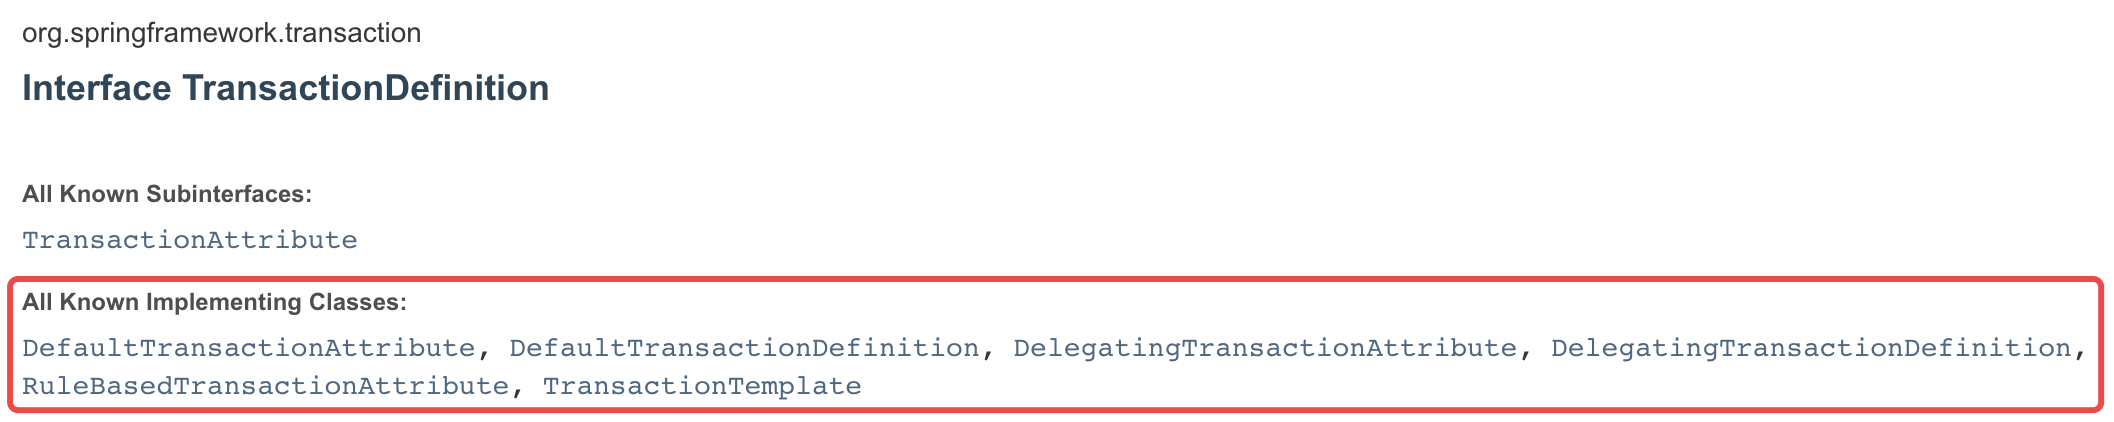 org.springframework.transaction
Interface TransactionDefinition
All Known Subinterfaces:
TransactionAttribute
All Known Implementing Classes:
DefaultTransactionAttribute, DefaultTransactionDefinition, DelegatingTransactionAttribute, DelegatingTransactionDefinition,
RuleBasedTransactionAttribute, TransactionTemplate